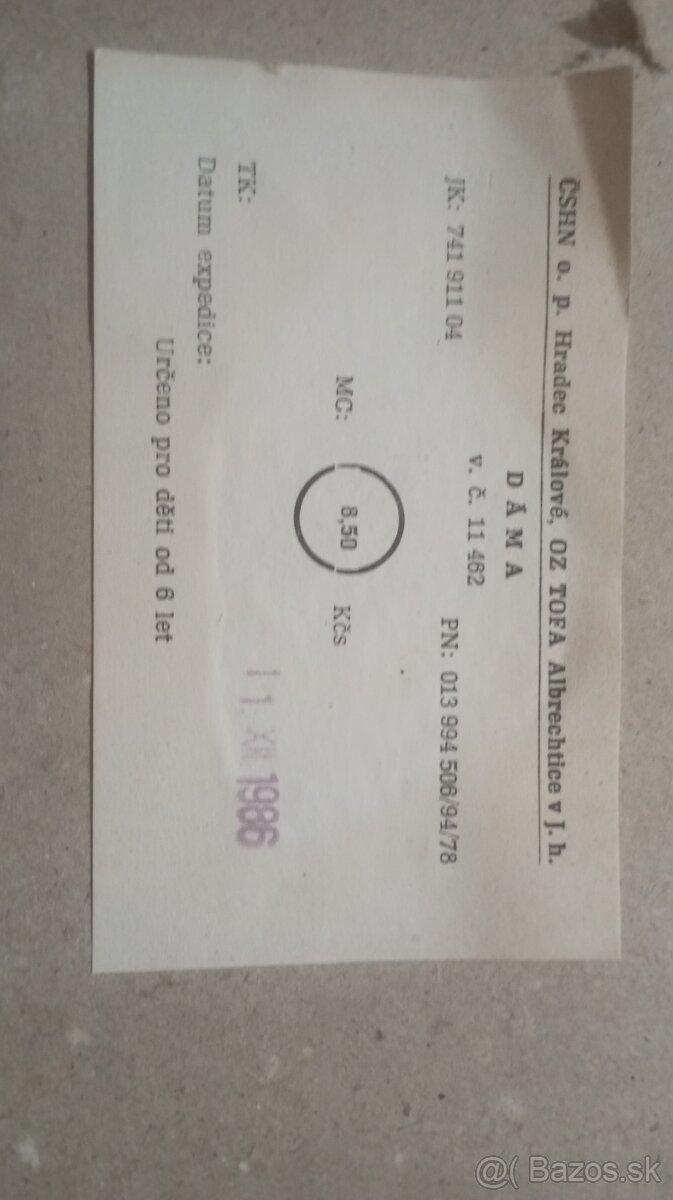 ČSHN o. p. Hradec Králové, OZ TOFA Albrechtice v J. h.
DÁMA
v. č. 11 462
JK: 741 911 04 PN: 013 994 506/94/78
MC: 8,50 Kčs
TK: 11. XII 1986
Datum expedice:
Určeno pro děti od 6 let
@( Bazos.sk